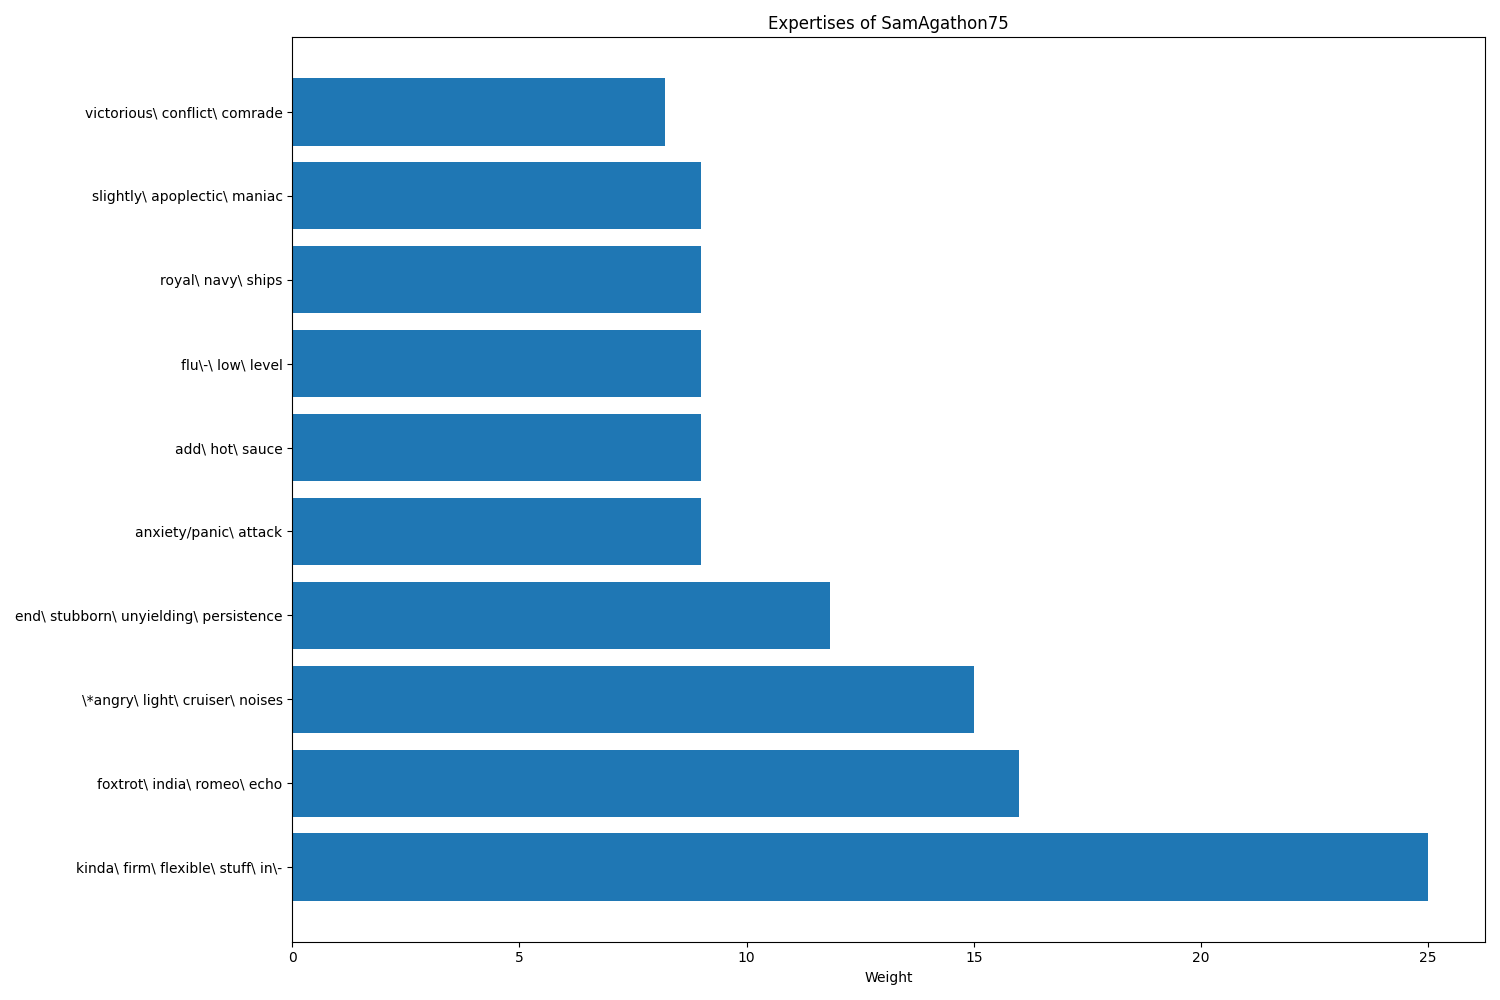 Expertises of SamAgathon75
victorious\ conflict\ comrade
slightly\ apoplectic\ maniac
royal\ navy\ ships
flu\-\ low\ level
add\ hot\ sauce
anxiety/panic\ attack
end\ stubborn\ unyielding\ persistence
\*angry\ light\ cruiser\ noises
foxtrot\ india\ romeo\ echo
kinda\ firm\ flexible\ stuff\ in\-
0 5 10 15 20 25
Weight